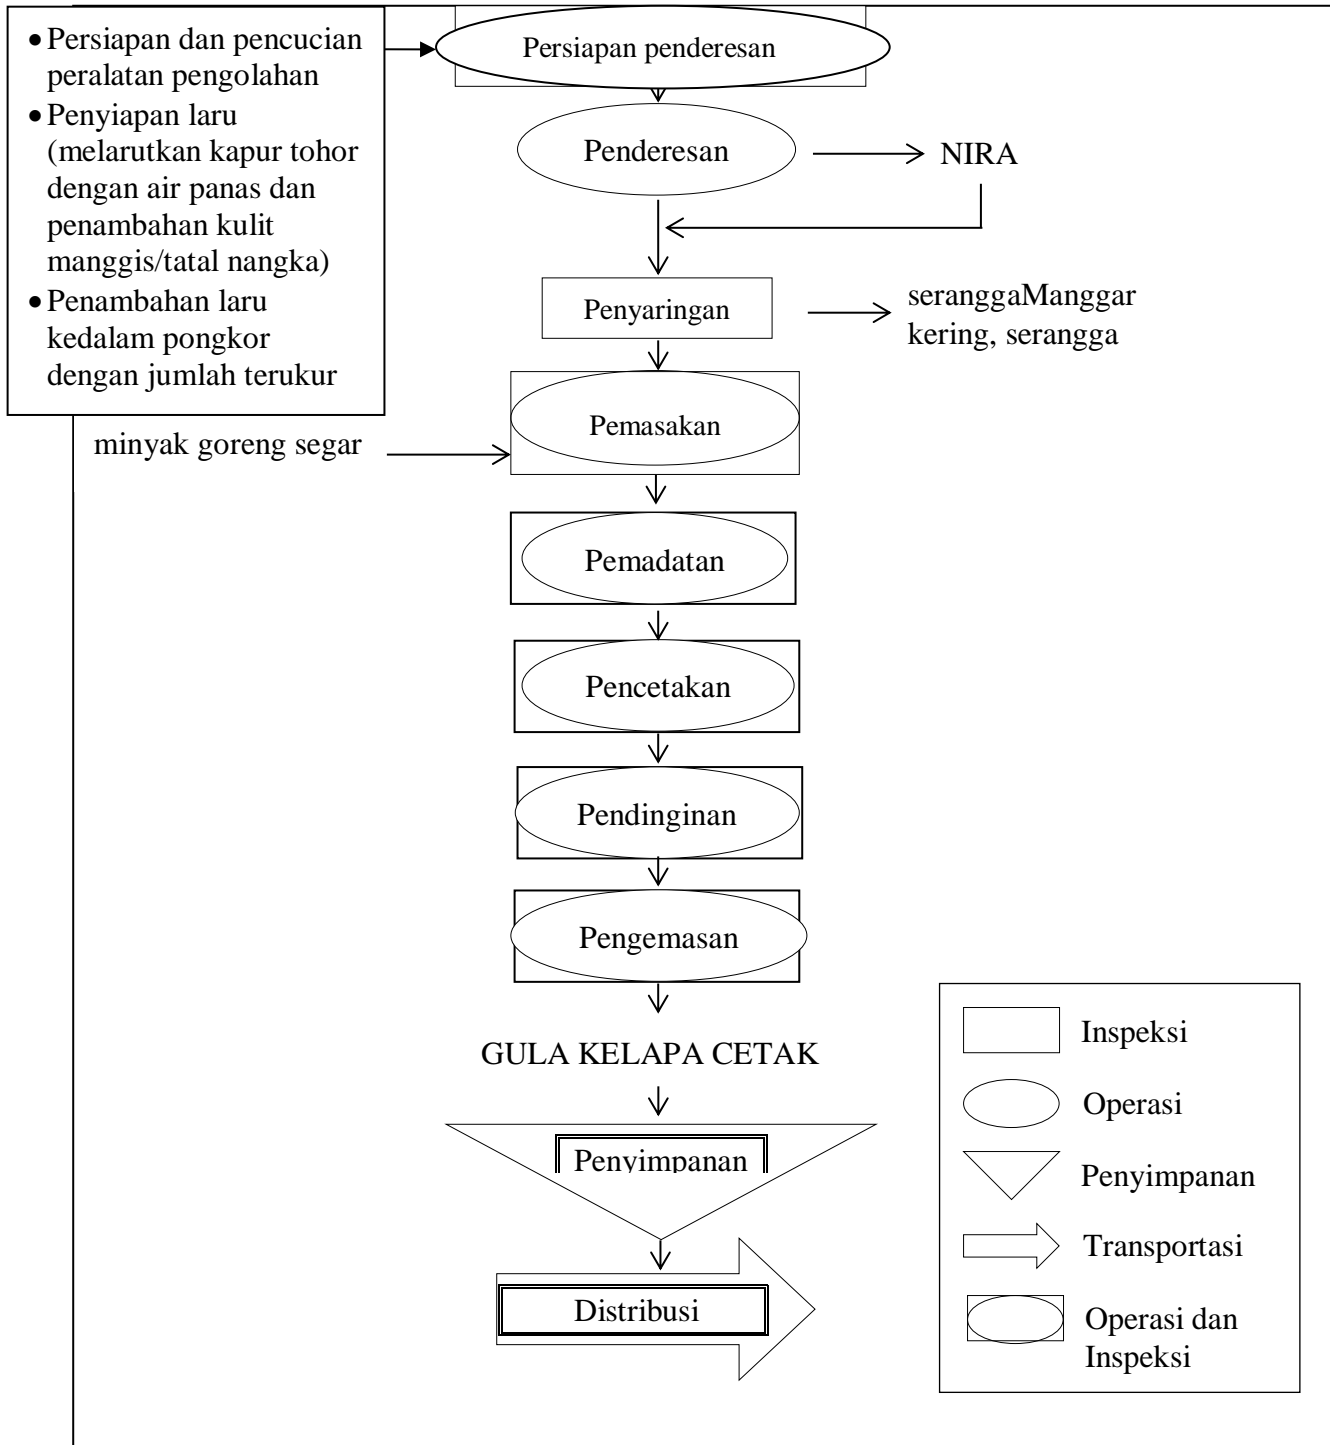 • Persiapan dan pencucian
peralatan pengolahan
• Penyiapan laru
(melarutkan kapur tohor
dengan air panas dan
penambahan kulit
manggis/tatal nangka)
• Penambahan laru
kedalam pongkor
dengan jumlah terukur
Persiapan penderesan
Penderesan
NIRA
Penyaringan
seranggaManggar
kering, serangga
Pemasakan
minyak goreng segar
Pemadatan
Pencetakan
Pendinginan
Pengemasan
GULA KELAPA CETAK
Penyimpanan
Distribusi
Inspeksi
Operasi
Penyimpanan
Transportasi
Operasi dan
Inspeksi